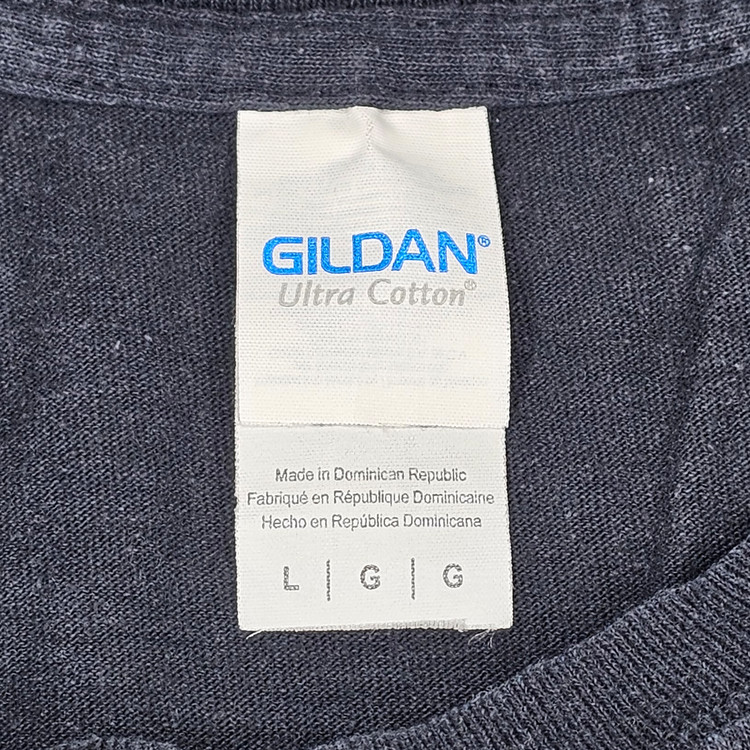 GILDAN®
Ultra Cotton®
Made in Dominican Republic
Fabriqué en République Dominicaine
Hecho en República Dominicana
L | G | G